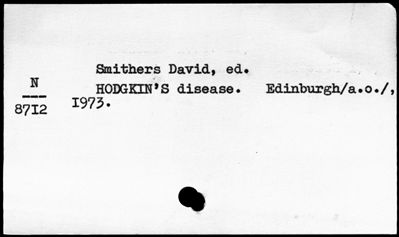 Smithers David, ed.
N
8712
HODGKIN'S disease. Edinburgh/a.o./,
1973.